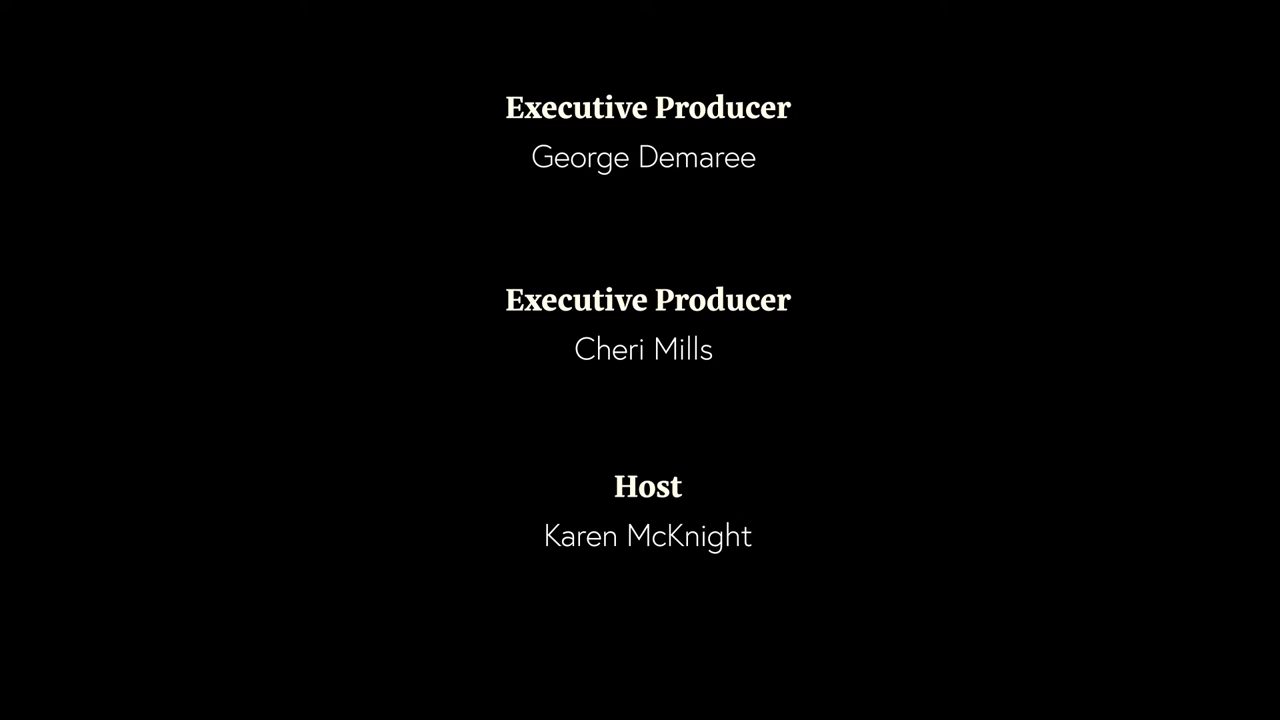 Executive Producer
George Demaree
Executive Producer
Cheri Mills
Host
Karen McKnight